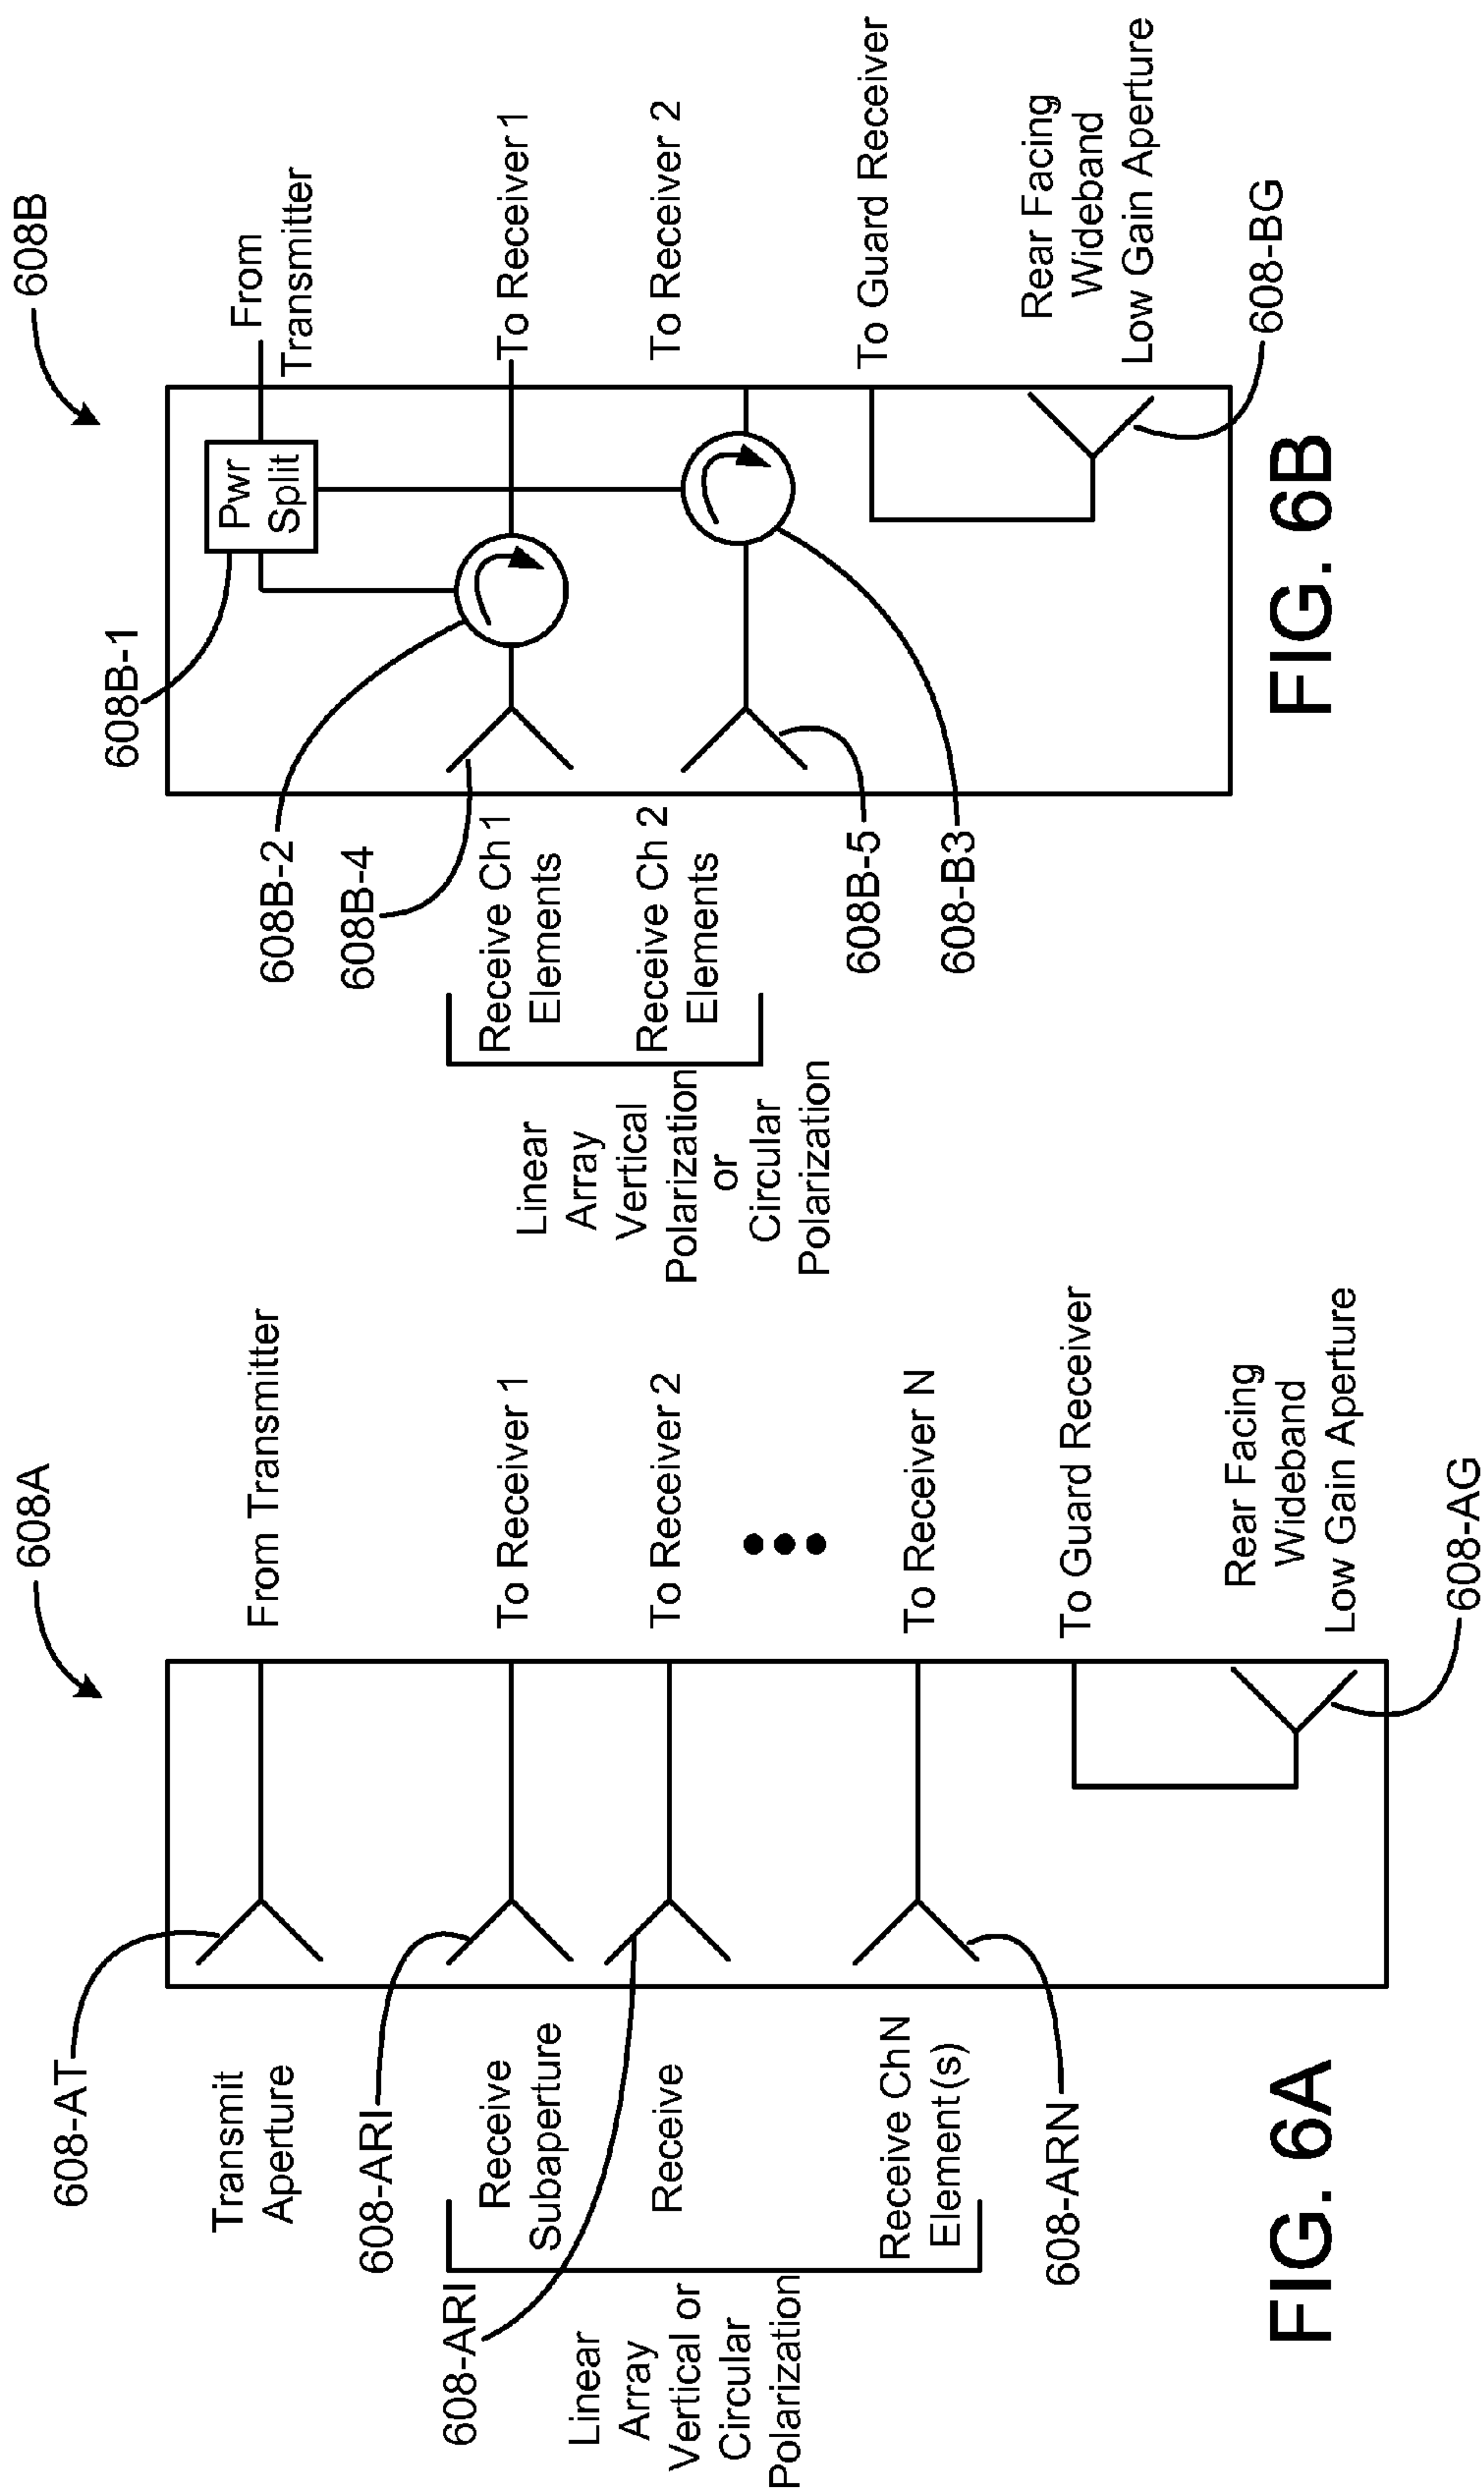 608A
608-AT
Transmit
Aperture
From Transmitter
608-ARI
Receive
Subaperture
To Receiver 1
608-ARI
Receive
To Receiver 2
Linear
Array
Vertical or
Circular
Polarization
Receive Ch N
Element(s)
To Receiver N
608-ARN
To Guard Receiver
Rear Facing
Wideband
Low Gain Aperture
608-AG
FIG. 6A
608B
608B-1
Pwr
Split
From
Transmitter
608B-2
608B-4
Receive Ch 1
Elements
To Receiver 1
Receive Ch 2
Elements
To Receiver 2
Linear
Array
Vertical
Polarization
or
Circular
Polarization
608B-5
608-B3
To Guard Receiver
Rear Facing
Wideband
Low Gain Aperture
608-BG
FIG. 6B